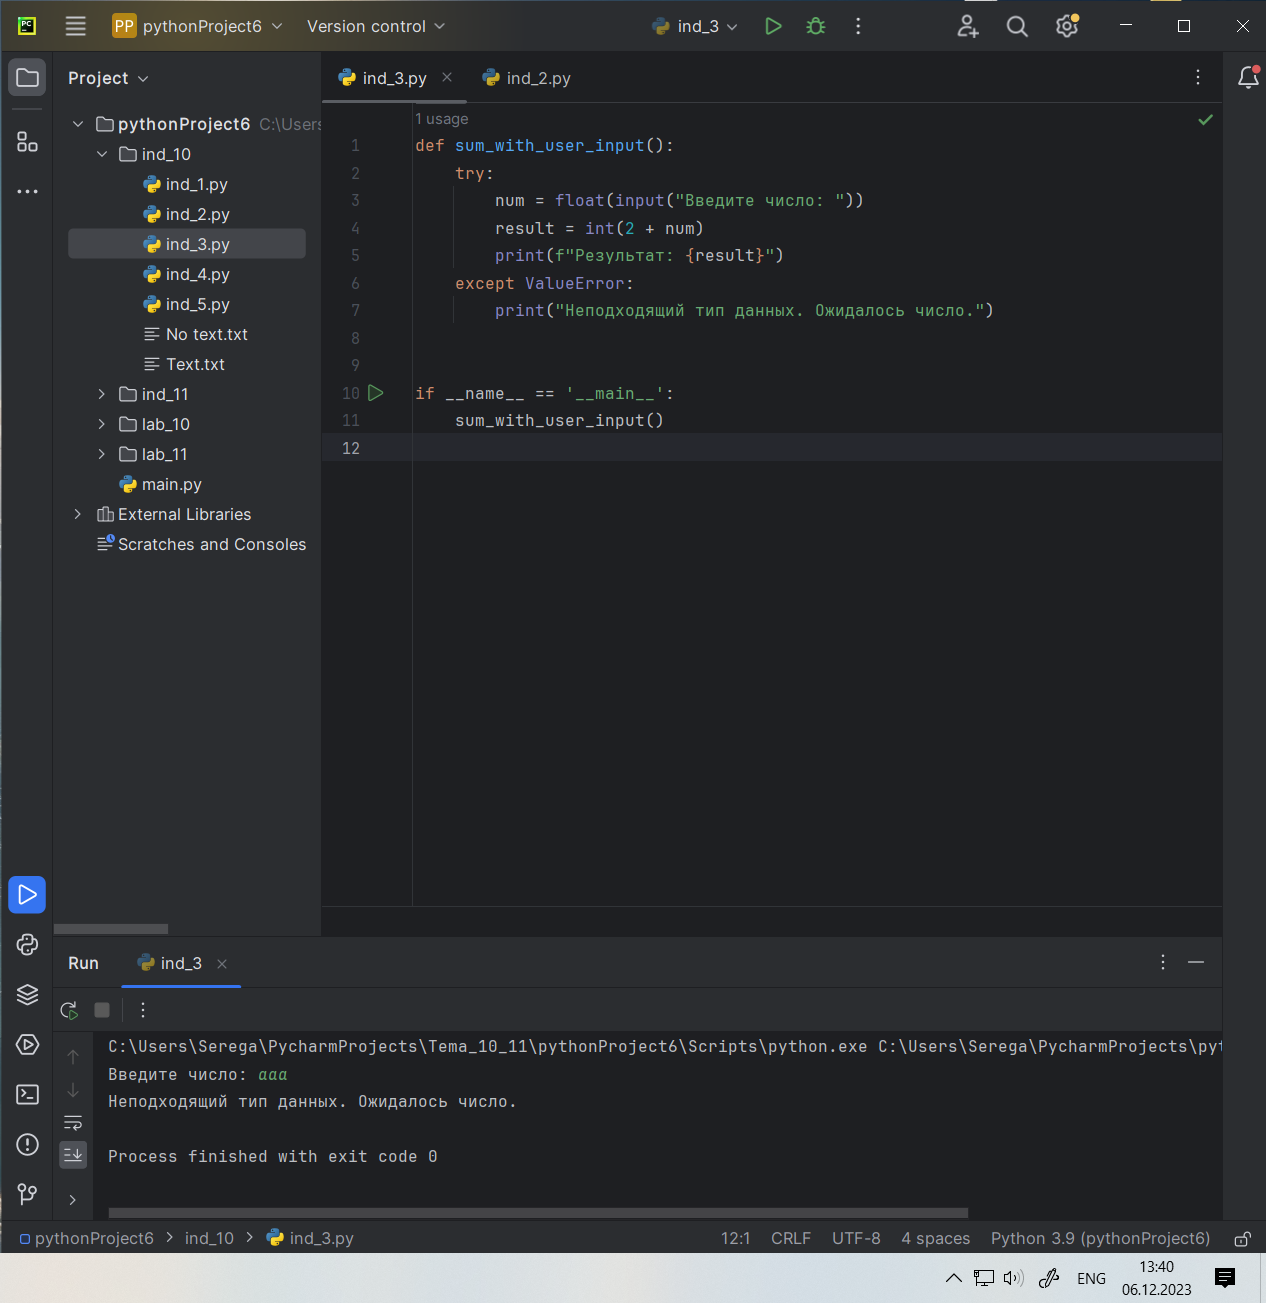 PC
PP pythonProject6
Version control
ind_3
Project
ind_3.py
ind_2.py
pythonProject6 C:\Users
ind_10
ind_1.py
ind_2.py
ind_3.py
ind_4.py
ind_5.py
No text.txt
Text.txt
ind_11
lab_10
lab_11
main.py
External Libraries
Scratches and Consoles
1 usage
1 def sum_with_user_input():
2 try:
3 num = float(input("Введите число: "))
4 result = int(2 + num)
5 print(f"Результат: {result}")
6 except ValueError:
7 print("Неподходящий тип данных. Ожидалось число.")
8
9
10 if __name__ == '__main__':
11 sum_with_user_input()
12
Run
ind_3
C:\Users\Serega\PycharmProjects\Tema_10_11\pythonProject6\Scripts\python.exe C:\Users\Serega\PycharmProjects\pyt
Введите число: ааа
Неподходящий тип данных. Ожидалось число.
Process finished with exit code 0
pythonProject6 > ind_10 > ind_3.py
12:1 CRLF UTF-8 4 spaces Python 3.9 (pythonProject6)
ENG
13:40
06.12.2023